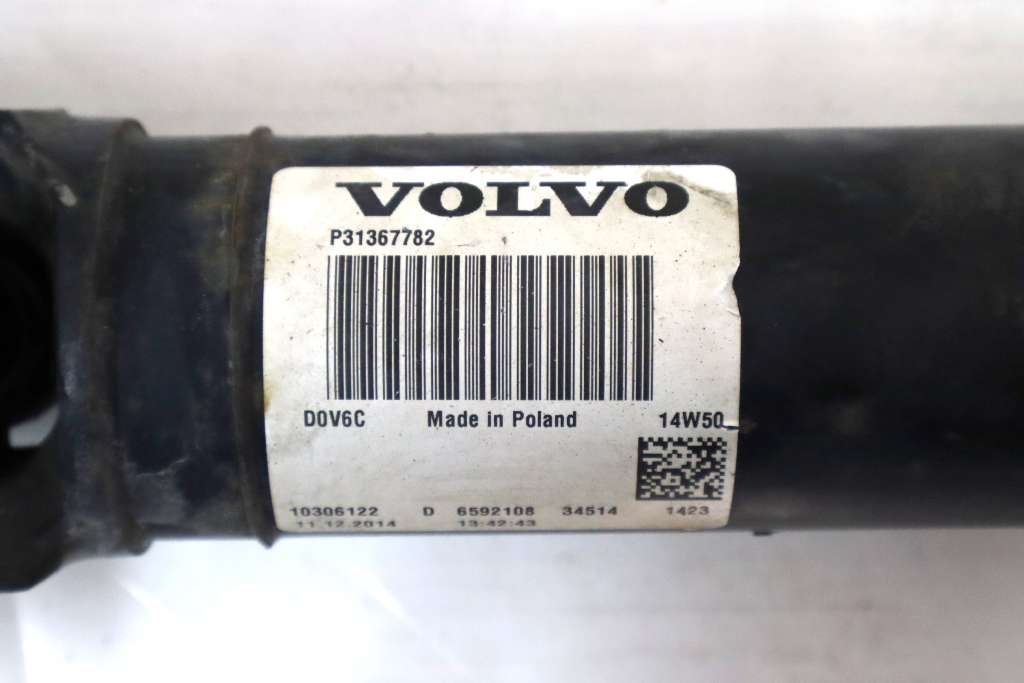 VOLVO
P31367782
D0V6C Made in Poland 14W50
10306122 D 6592108 34514 1423
11.12.2014 13:42:43